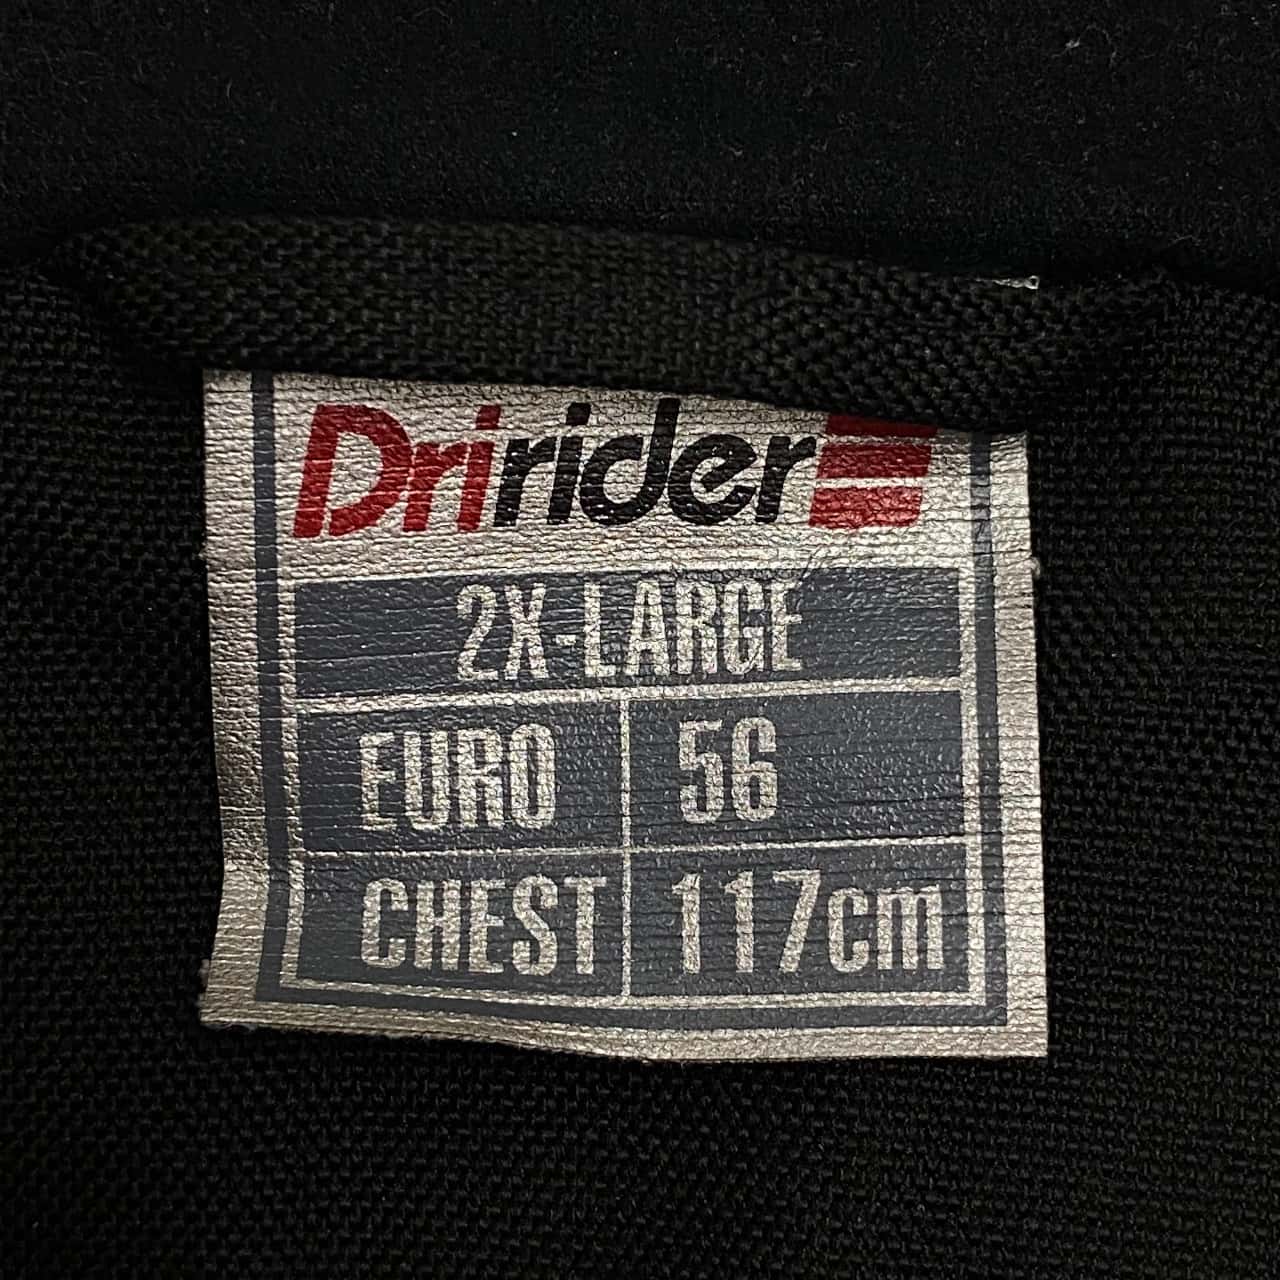 Dririder
2X-LARGE
EURO 56
CHEST 117cm